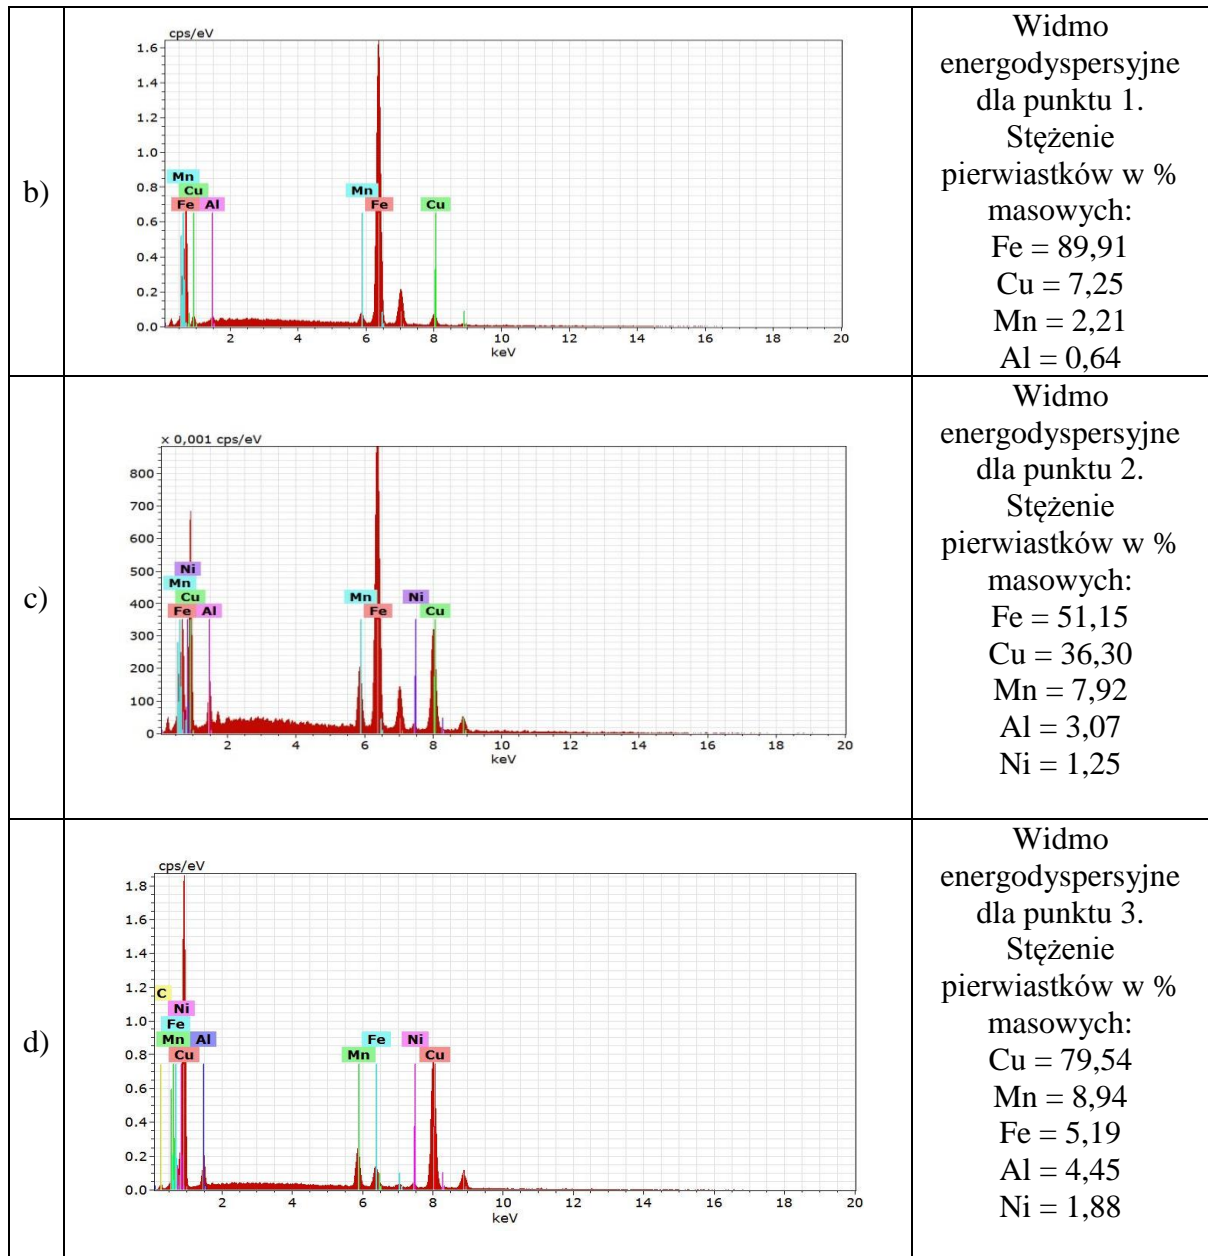 b)
cps/eV
1.6
1.4
1.2
1.0
0.8
0.6
0.4
0.2
0.0
Mn
Cu
Fe Al
Mn
Fe
Cu
2 4 6 8 10 12 14 16 18 20
keV
Widmo
energodyspersyjne
dla punktu 1.
Stężenie
pierwiastków w %
masowych:
Fe = 89,91
Cu = 7,25
Mn = 2,21
Al = 0,64
c)
x 0,001 cps/eV
800
700
600
500
400
300
200
100
0
Ni
Mn
Cu
Fe Al
Mn
Fe
Ni
Cu
2 4 6 8 10 12 14 16 18 20
keV
Widmo
energodyspersyjne
dla punktu 2.
Stężenie
pierwiastków w %
masowych:
Fe = 51,15
Cu = 36,30
Mn = 7,92
Al = 3,07
Ni = 1,25
d)
cps/eV
1.8
1.6
1.4
1.2
1.0
0.8
0.6
0.4
0.2
0.0
C
Ni
Fe
Mn Al
Cu
Fe
Mn
Ni
Cu
2 4 6 8 10 12 14 16 18 20
keV
Widmo
energodyspersyjne
dla punktu 3.
Stężenie
pierwiastków w %
masowych:
Cu = 79,54
Mn = 8,94
Fe = 5,19
Al = 4,45
Ni = 1,88